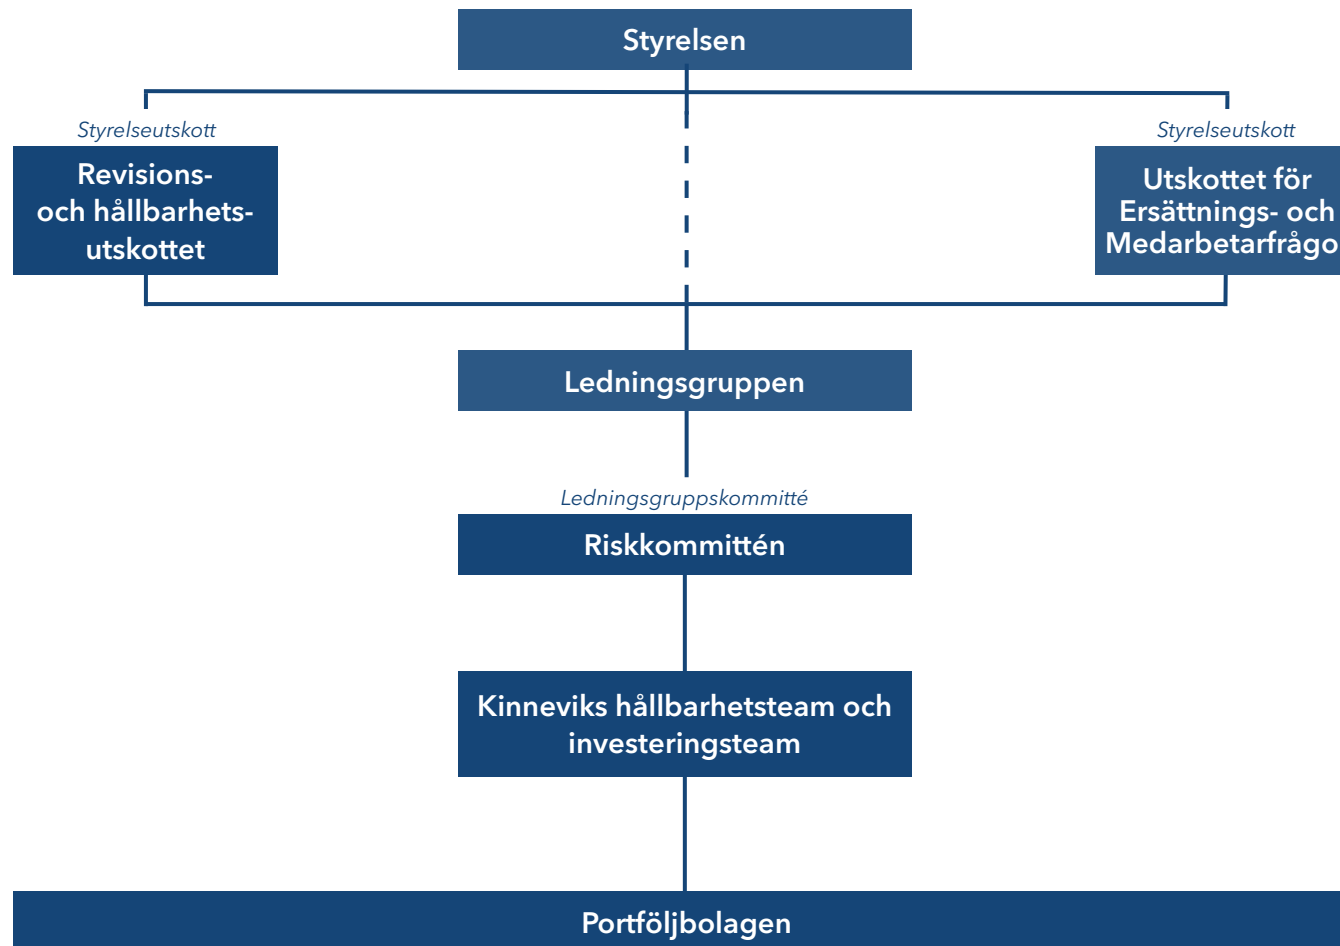 Styrelsen
Styrelseutskott
Revisions-
och hållbarhets-
utskottet
Styrelseutskott
Utskottet för
Ersättnings- och
Medarbetarfrågo
Ledningsgruppen
Ledningsgruppskommitté
Riskkommittén
Kinneviks hållbarhetsteam och
investeringsteam
Portföljbolagen